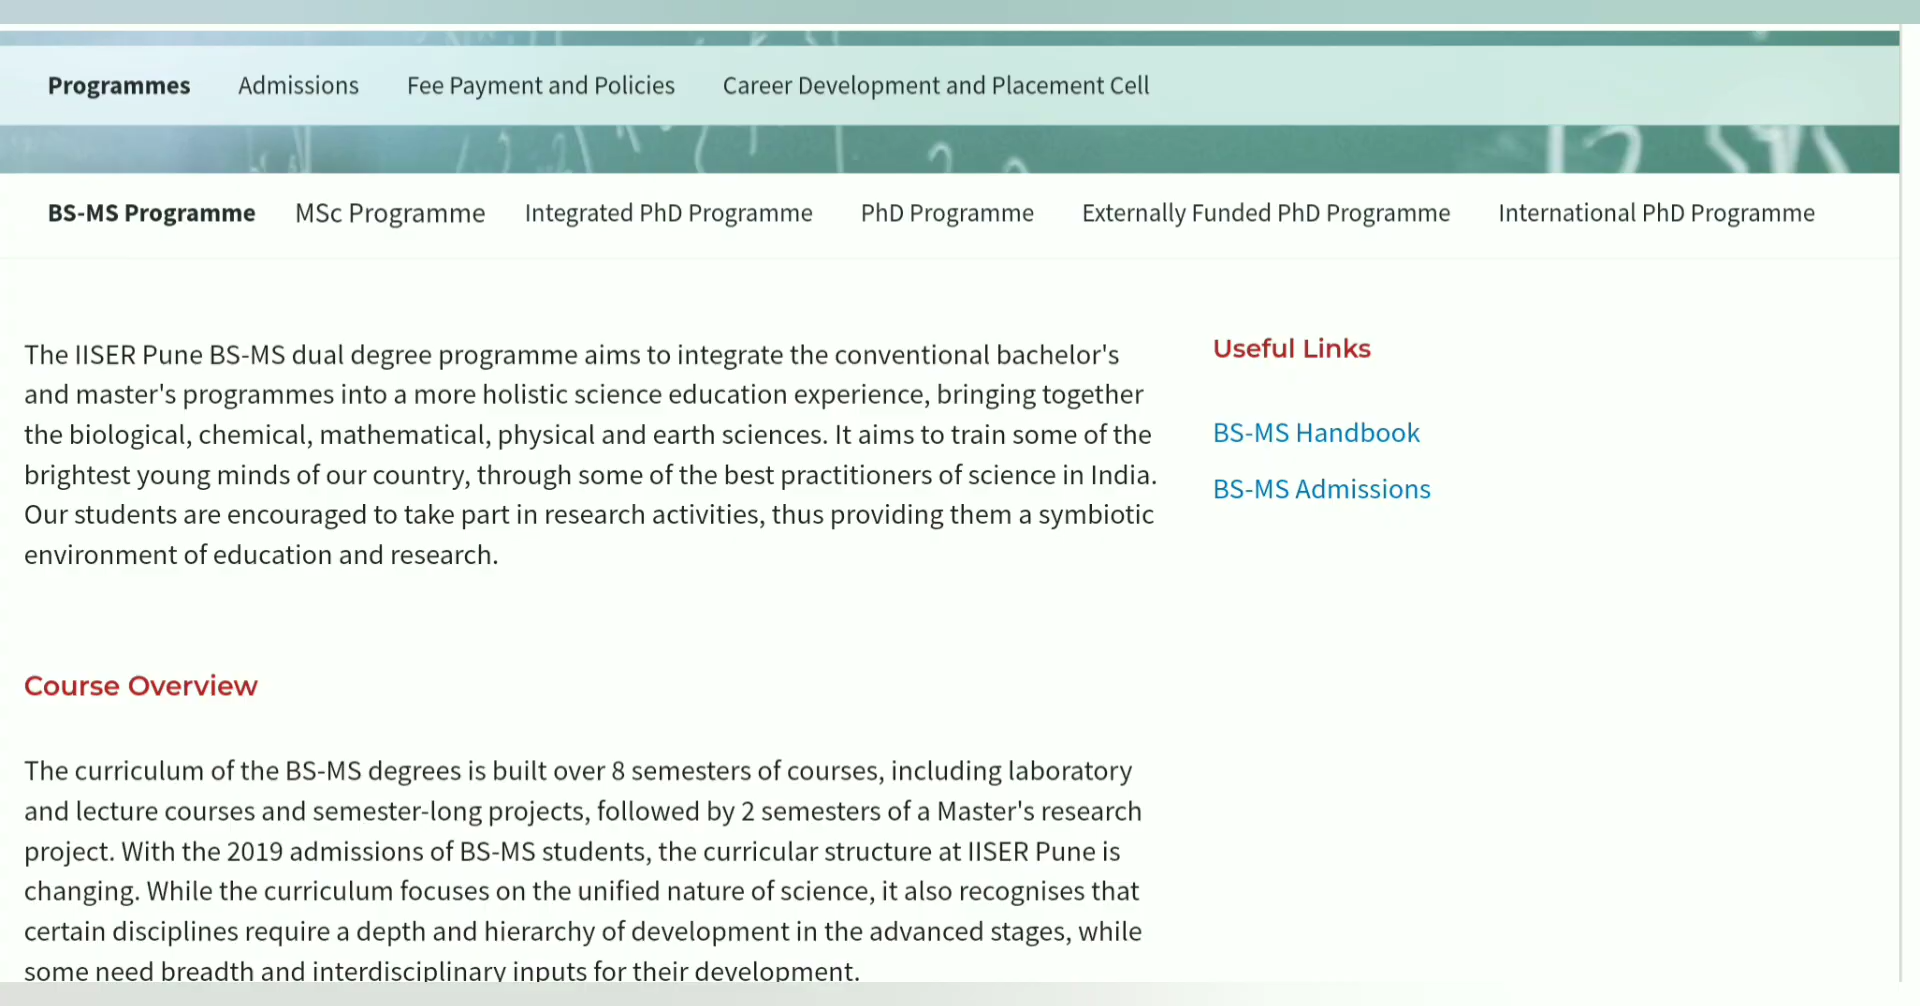 Programmes Admissions Fee Payment and Policies Career Development and Placement Cell
BS-MS Programme MSc Programme Integrated PhD Programme PhD Programme Externally Funded PhD Programme International PhD Programme
The IISER Pune BS-MS dual degree programme aims to integrate the conventional bachelor's
and master's programmes into a more holistic science education experience, bringing together
the biological, chemical, mathematical, physical and earth sciences. It aims to train some of the
brightest young minds of our country, through some of the best practitioners of science in India.
Our students are encouraged to take part in research activities, thus providing them a symbiotic
environment of education and research.
Useful Links
BS-MS Handbook
BS-MS Admissions
Course Overview
The curriculum of the BS-MS degrees is built over 8 semesters of courses, including laboratory
and lecture courses and semester-long projects, followed by 2 semesters of a Master's research
project. With the 2019 admissions of BS-MS students, the curricular structure at IISER Pune is
changing. While the curriculum focuses on the unified nature of science, it also recognises that
certain disciplines require a depth and hierarchy of development in the advanced stages, while
some need breadth and interdisciplinary inputs for their development.